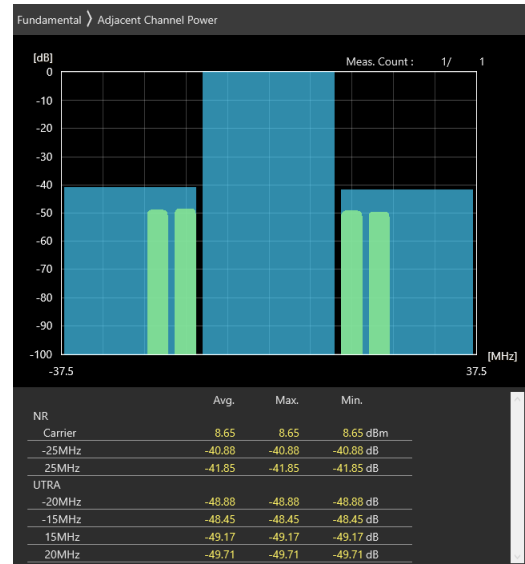 Fundamental 〉 Adjacent Channel Power
[dB]
Meas. Count : 1/ 1
0
-10
-20
-30
-40
-50
-60
-70
-80
-90
-100
[MHz]
-37.5 37.5
Avg. Max. Min.
NR
Carrier 8.65 8.65 8.65 dBm
-25MHz -40.88 -40.88 -40.88 dB
25MHz -41.85 -41.85 -41.85 dB
UTRA
-20MHz -48.88 -48.88 -48.88 dB
-15MHz -48.45 -48.45 -48.45 dB
15MHz -49.17 -49.17 -49.17 dB
20MHz -49.71 -49.71 -49.71 dB